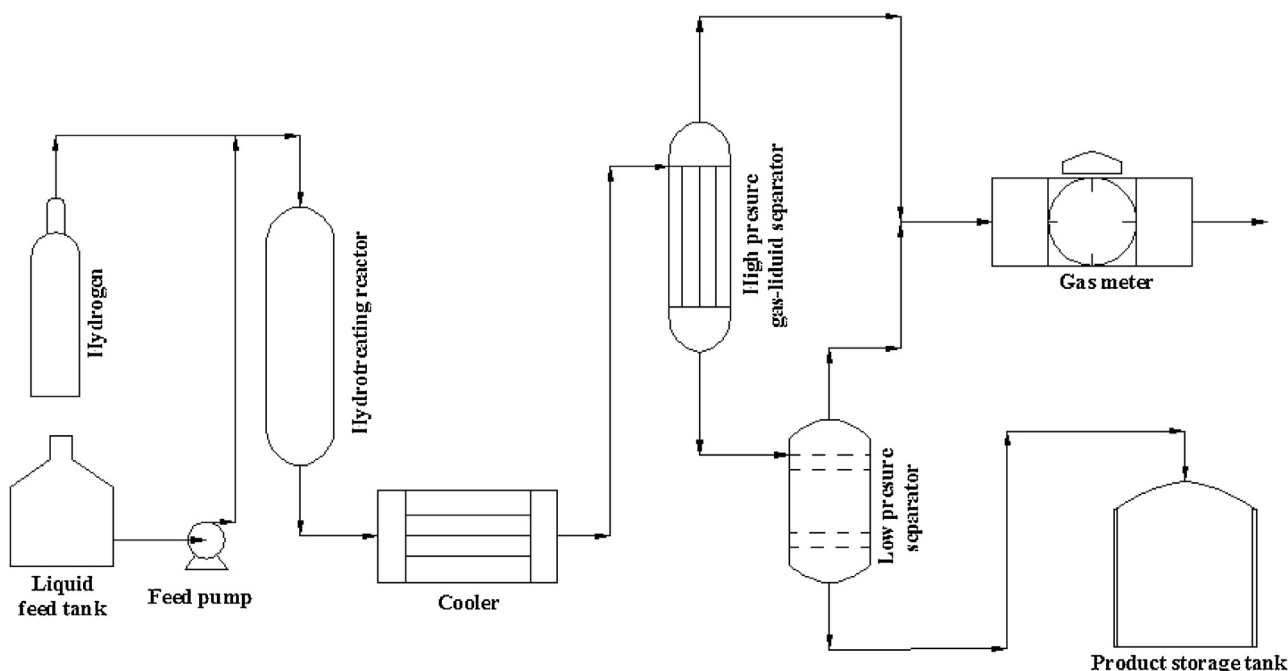 Hydrogen
Liquid
feed tank
Feed pump
Hydrotreating reactor
Cooler
High presure
gas-liduid separator
Low presure
separator
Gas meter
Product storage tank